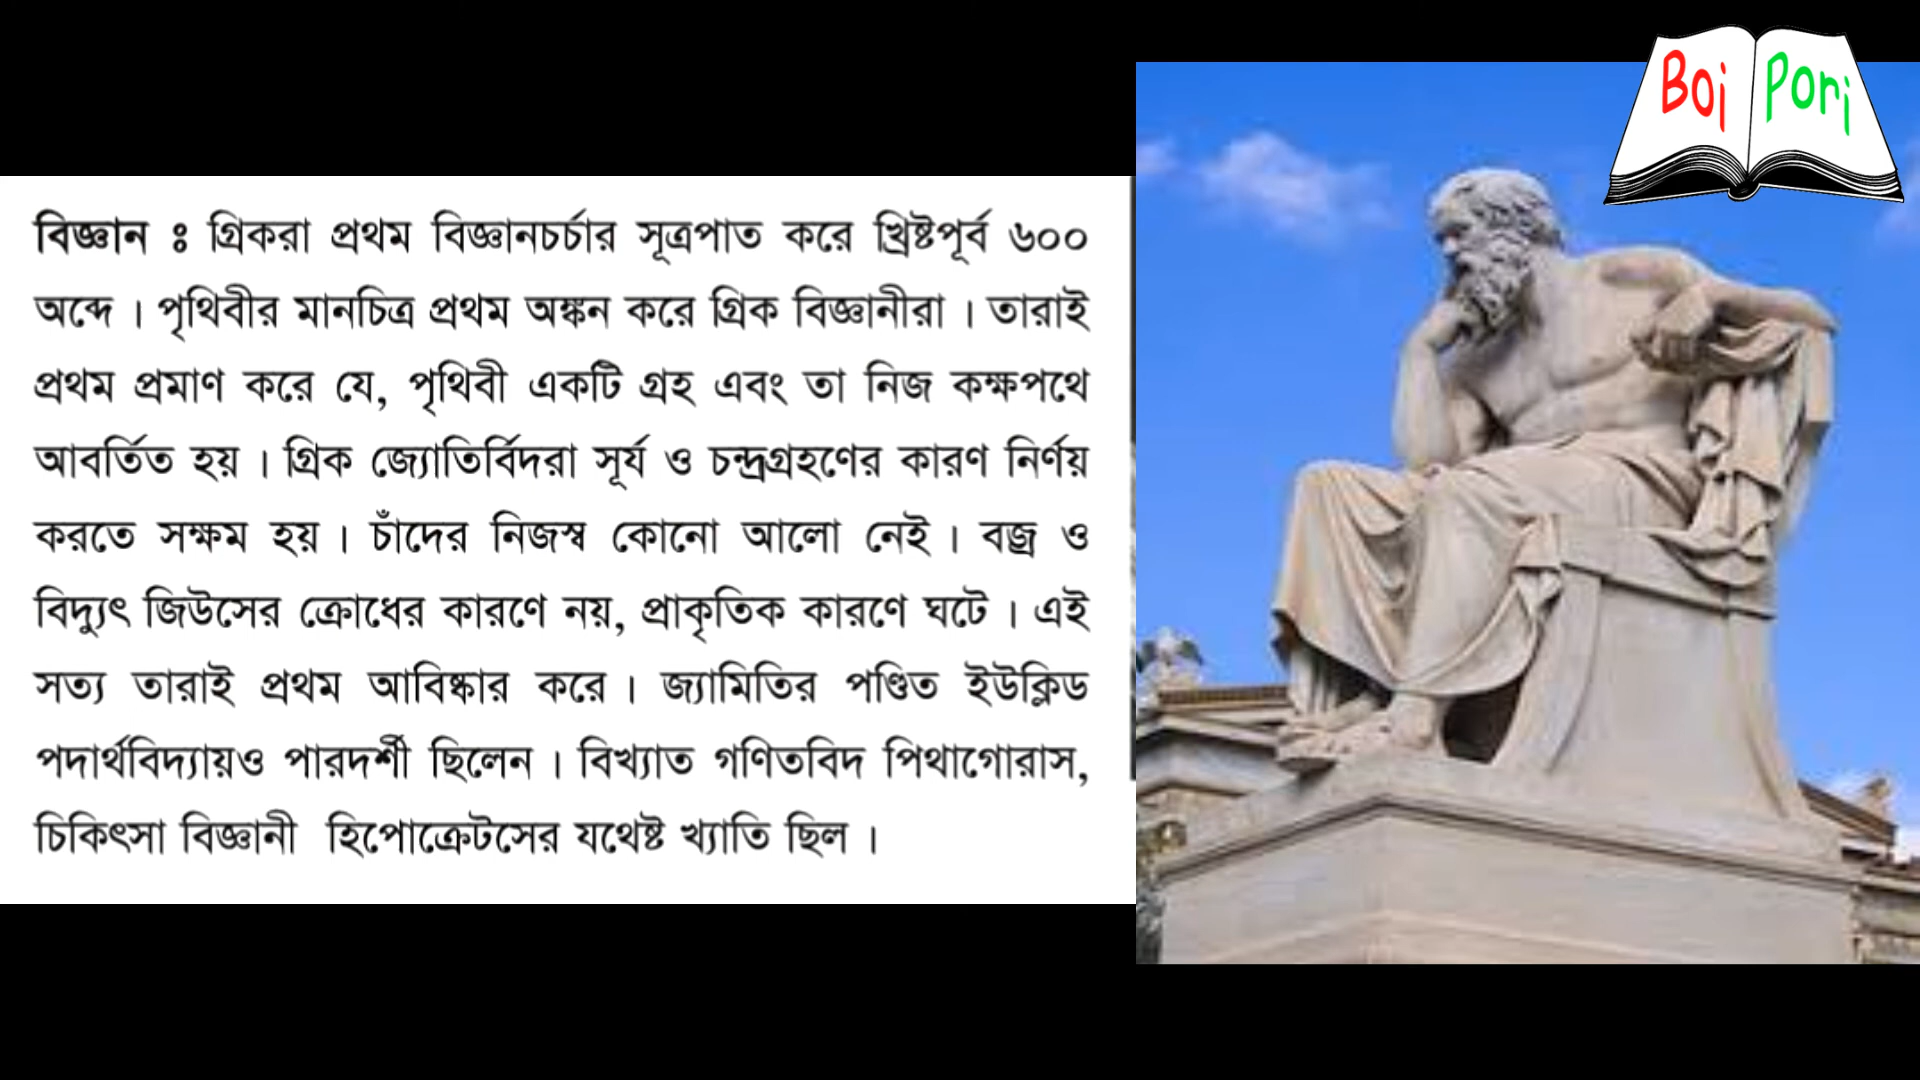 বিজ্ঞান ঃ গ্রিকরা প্রথম বিজ্ঞানচর্চার সূত্রপাত করে খ্রিষ্টপূর্ব ৬০০
অব্দে । পৃথিবীর মানচিত্র প্রথম অঙ্কন করে গ্রিক বিজ্ঞানীরা । তারাই
প্রথম প্রমাণ করে যে, পৃথিবী একটি গ্রহ এবং তা নিজ কক্ষপথে
আবর্তিত হয় । গ্রিক জ্যোতির্বিদরা সূর্য ও চন্দ্রগ্রহণের কারণ নির্ণয়
করতে সক্ষম হয় । চাঁদের নিজস্ব কোনো আলো নেই । বজ্র ও
বিদ্যুৎ জিউসের ক্রোধের কারণে নয়, প্রাকৃতিক কারণে ঘটে । এই
সত্য তারাই প্রথম আবিষ্কার করে । জ্যামিতির পণ্ডিত ইউক্লিড
পদার্থবিদ্যায়ও পারদর্শী ছিলেন । বিখ্যাত গণিতবিদ পিথাগোরাস,
চিকিৎসা বিজ্ঞানী হিপোক্রেটসের যথেষ্ট খ্যাতি ছিল ।
Boi Pori